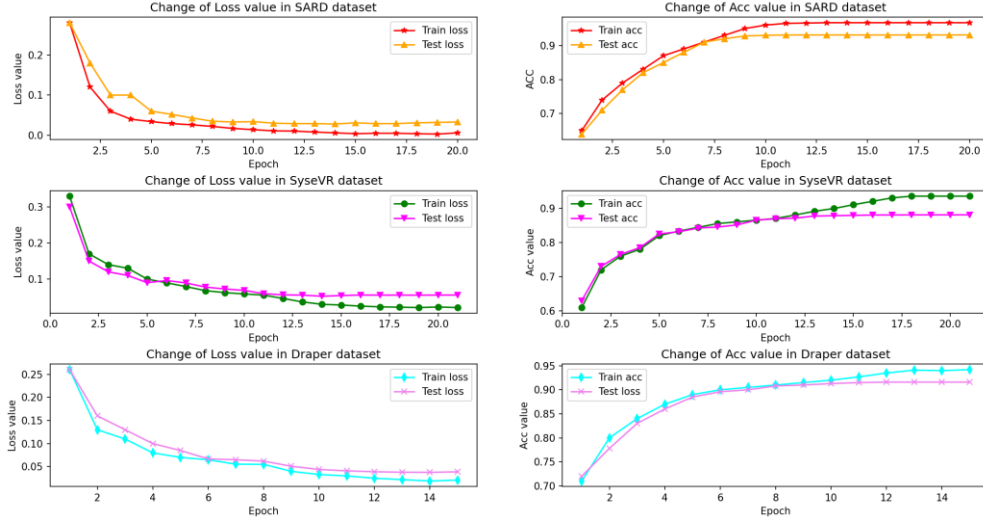 Change of Loss value in SARD dataset
Train loss
Test loss
Loss value
0.2
0.1
0.0
2.5 5.0 7.5 10.0 12.5 15.0 17.5 20.0
Epoch
Change of Acc value in SARD dataset
Train acc
Test acc
ACC
0.9
0.8
0.7
2.5 5.0 7.5 10.0 12.5 15.0 17.5 20.0
Epoch
Change of Loss value in SyseVR dataset
Train loss
Test loss
Loss value
0.3
0.2
0.1
0.0 2.5 5.0 7.5 10.0 12.5 15.0 17.5 20.0
Epoch
Change of Acc value in SyseVR dataset
Train acc
Test acc
Acc value
0.9
0.8
0.7
0.6
0.0 2.5 5.0 7.5 10.0 12.5 15.0 17.5 20.0
Epoch
Change of Loss value in Draper dataset
Train loss
Test loss
Loss value
0.25
0.20
0.15
0.10
0.05
2 4 6 8 10 12 14
Epoch
Change of Acc value in Draper dataset
Train acc
Test loss
Acc value
0.95
0.90
0.85
0.80
0.75
0.70
2 4 6 8 10 12 14
Epoch